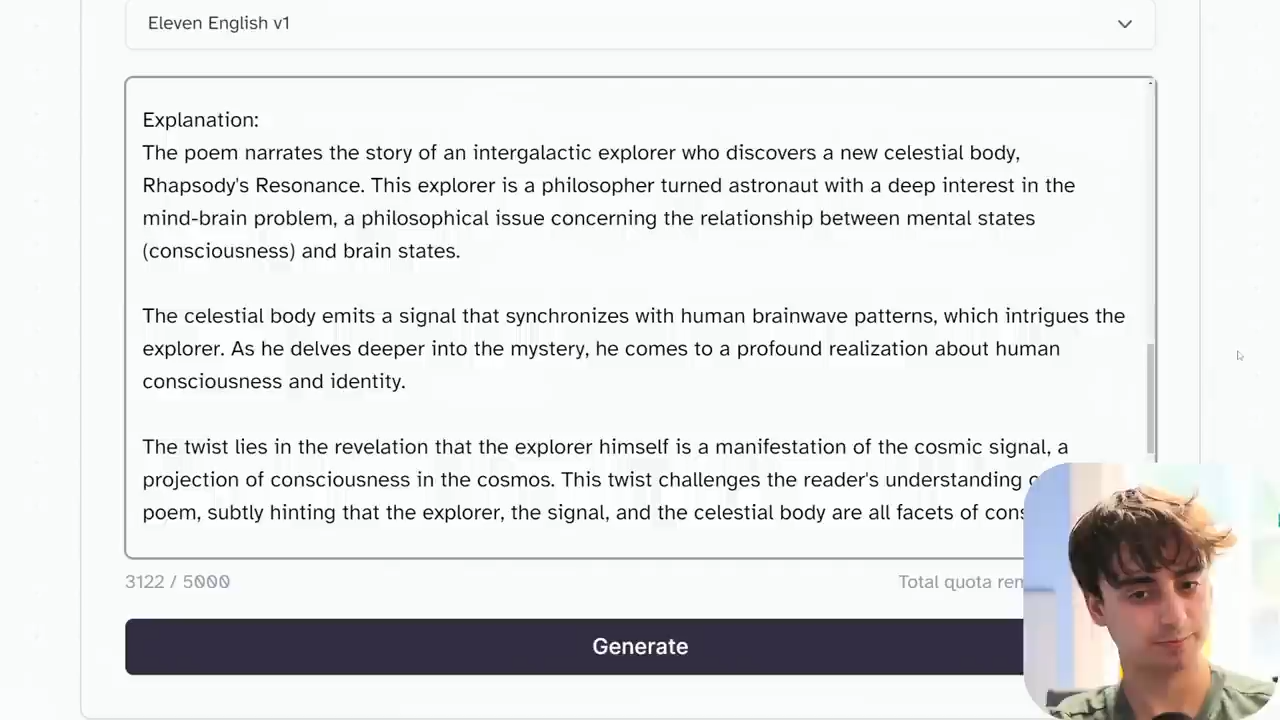 Eleven English v1
Explanation:
The poem narrates the story of an intergalactic explorer who discovers a new celestial body,
Rhapsody's Resonance. This explorer is a philosopher turned astronaut with a deep interest in the
mind-brain problem, a philosophical issue concerning the relationship between mental states
(consciousness) and brain states.
The celestial body emits a signal that synchronizes with human brainwave patterns, which intrigues the
explorer. As he delves deeper into the mystery, he comes to a profound realization about human
consciousness and identity.
The twist lies in the revelation that the explorer himself is a manifestation of the cosmic signal, a
projection of consciousness in the cosmos. This twist challenges the reader's understanding
poem, subtly hinting that the explorer, the signal, and the celestial body are all facets of
3122 / 5000
Total quota
Generate